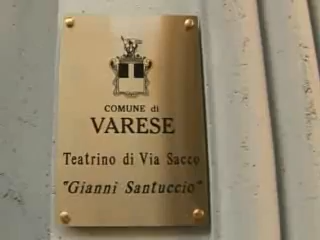 COMUNE di
VARESE
Teatrino di Via Sacco
"Gianni Santuccio"